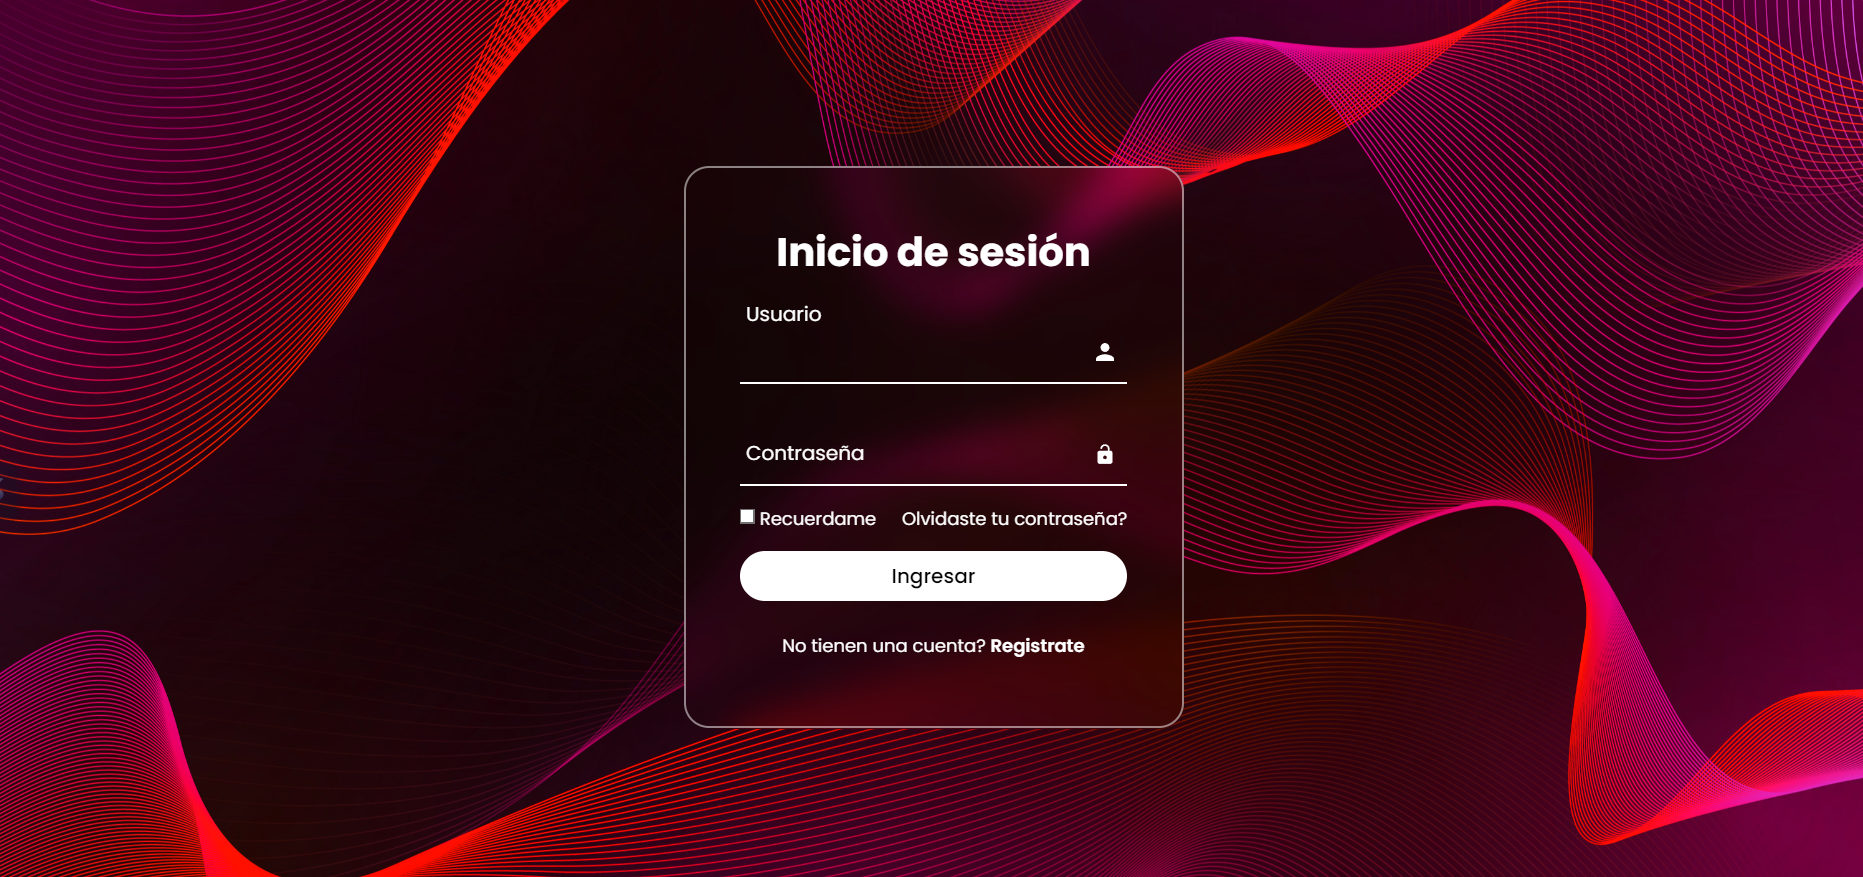 Inicio de sesión
Usuario
Contraseña
Recuerdame Olvidaste tu contraseña?
Ingresar
No tienen una cuenta? Registrate